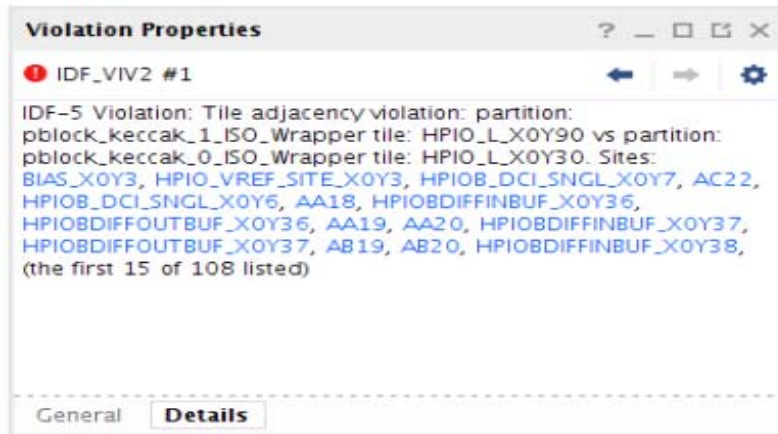 Violation Properties
IDF_VIV2 #1
IDF-5 Violation: Tile adjacency violation: partition:
pblock_keccak_1_ISO_Wrapper tile: HPIO_L_X0Y90 vs partition:
pblock_keccak_0_ISO_Wrapper tile: HPIO_L_X0Y30. Sites:
BIAS_X0Y3, HPIO_VREF_SITE_X0Y3, HPIOB_DCI_SNGL_X0Y7, AC22,
HPIOB_DCI_SNGL_X0Y6, AA18, HPIOBDIFFINBUF_X0Y36,
HPIOBDIFFOUTBUF_X0Y36, AA19, AA20, HPIOBDIFFINBUF_X0Y37,
HPIOBDIFFOUTBUF_X0Y37, AB19, AB20, HPIOBDIFFINBUF_X0Y38,
(the first 15 of 108 listed)
General Details